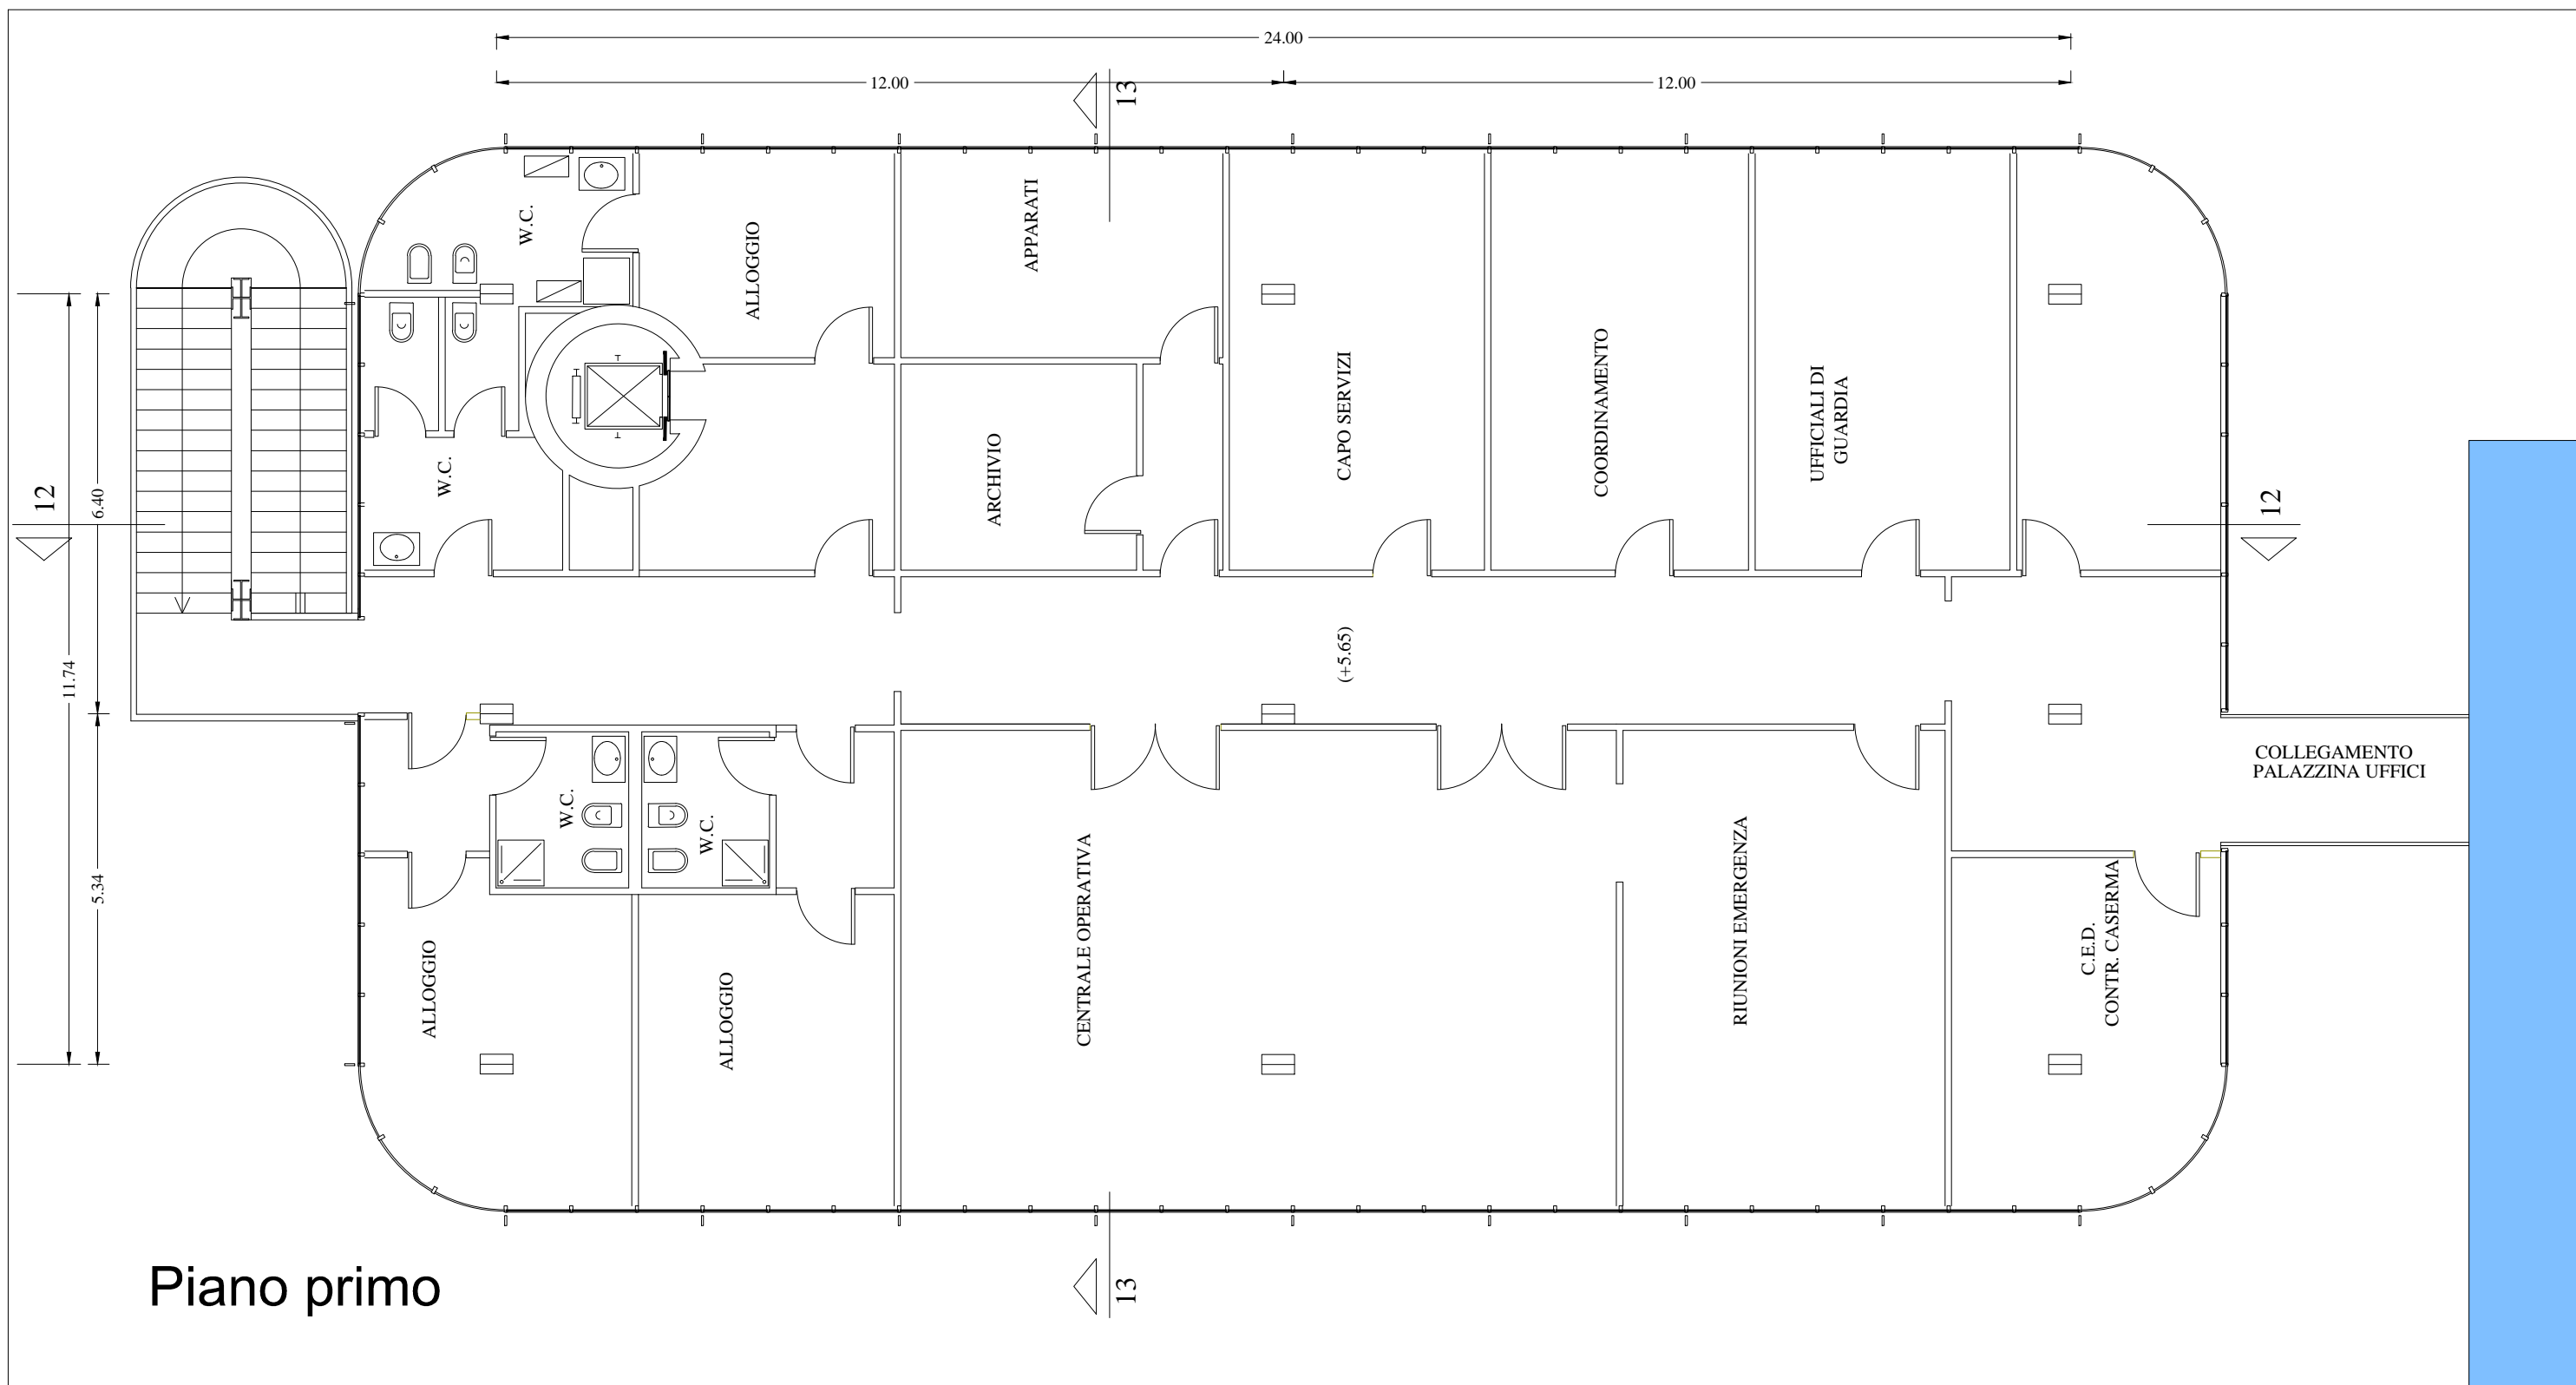 24.00
12.00
12.00
13
W.C.
ALLOGGIO
APPARATI
CAPO SERVIZI
COORDINAMENTO
UFFICIALI DI
GUARDIA
W.C.
ARCHIVIO
12
6.40
12
11.74
(+5.65)
COLLEGAMENTO
PALAZZINA UFFICI
5.34
W.C.
W.C.
ALLOGGIO
ALLOGGIO
CENTRALE OPERATIVA
RIUNIONI EMERGENZA
C.E.D.
CONTR. CASERMA
Piano primo
13